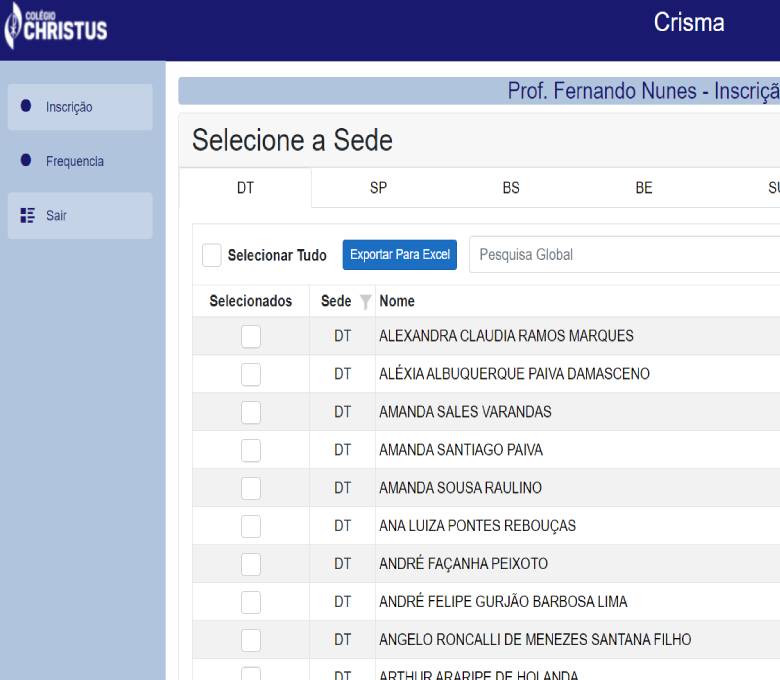 COLÉGIO
CHRISTUS
Crisma
Inscrição
Frequencia
Sair
Prof. Fernando Nunes - Inscriçã
Selecione a Sede
DT SP BS BE
Selecionar Tudo Exportar Para Excel Pesquisa Global
Selecionados Sede Nome
DT ALEXANDRA CLAUDIA RAMOS MARQUES
DT ALÉXIA ALBUQUERQUE PAIVA DAMASCENO
DT AMANDA SALES VARANDAS
DT AMANDA SANTIAGO PAIVA
DT AMANDA SOUSA RAULINO
DT ANA LUIZA PONTES REBOUÇAS
DT ANDRÉ FAÇANHA PEIXOTO
DT ANDRÉ FELIPE GURJÃO BARBOSA LIMA
DT ANGELO RONCALLI DE MENEZES SANTANA FILHO
DT ARTHUR ARARIPE DE HOLANDA